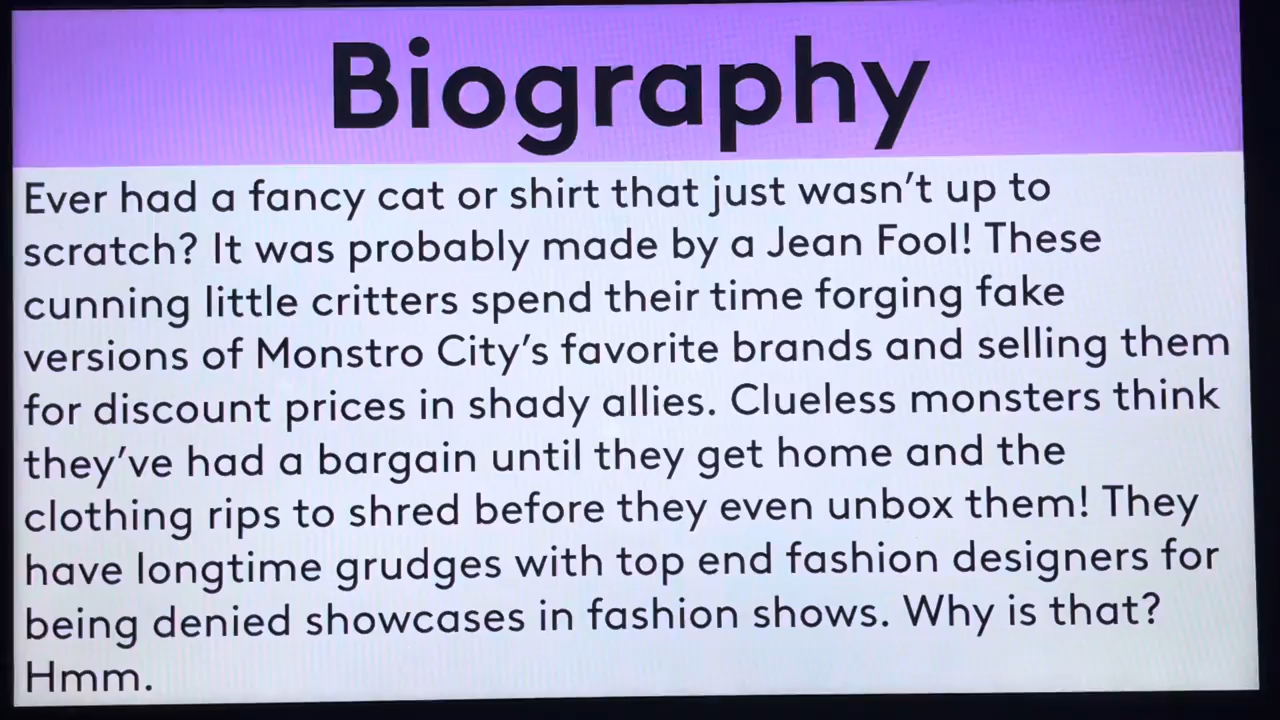 Biography
Ever had a fancy cat or shirt that just wasn't up to
scratch? It was probably made by a Jean Fool! These
cunning little critters spend their time forging fake
versions of Monstro City's favorite brands and selling them
for discount prices in shady allies. Clueless monsters think
they've had a bargain until they get home and the
clothing rips to shred before they even unbox them! They
have longtime grudges with top end fashion designers for
being denied showcases in fashion shows. Why is that?
Hmm.